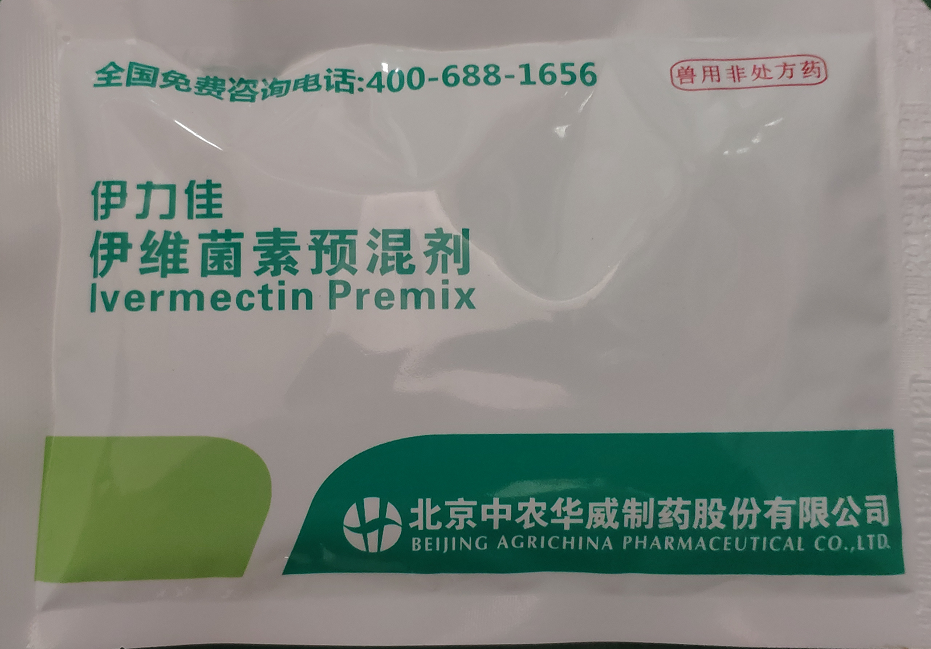 全国免费咨询电话:400-688-1656
兽用非处方药
伊力佳
伊维菌素预混剂
Ivermectin Premix
北京中农华威制药股份有限公司
BEIJING AGRICHINA PHARMACEUTICAL CO.,LTD.